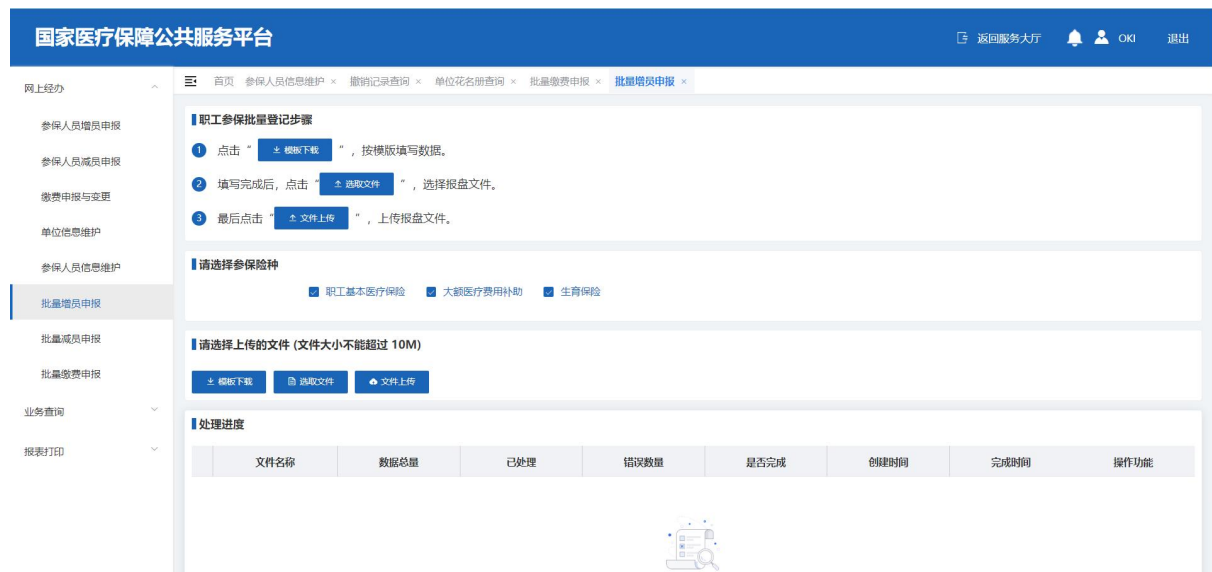 国家医疗保障公共服务平台
返回服务大厅 OKI 退出
网上经办
参保人员增员申报
参保人员减员申报
缴费申报与变更
单位信息维护
参保人员信息维护
批量增员申报
批量减员申报
批量缴费申报
业务查询
报表打印
首页 参保人员信息维护 × 撤销记录查询 × 单位花名册查询 × 批量缴费申报 × 批量增员申报 ×
职工参保批量登记步骤
1 点击 “ 模板下载 ” ，按模版填写数据。
2 填写完成后，点击 “ 选取文件 ” ，选择报盘文件。
3 最后点击 “ 文件上传 ” ，上传报盘文件。
请选择参保险种
职工基本医疗保险 大额医疗费用补助 生育保险
请选择上传的文件 (文件大小不能超过 10M)
模板下载 选取文件 文件上传
处理进度
文件名称 数据总量 已处理 错误数量 是否完成 创建时间 完成时间 操作功能